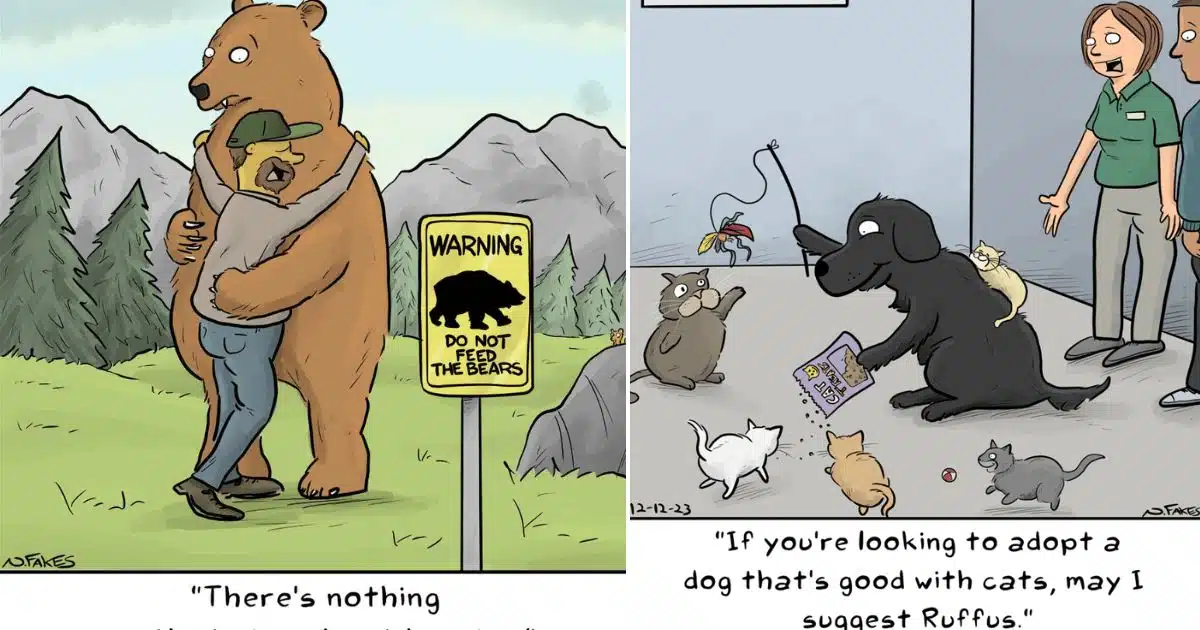 WARNING
DO NOT
FEED
THE BEARS
N.FAKES
"There's nothing
CAT
12-12-23
N.FAKES
"If you're looking to adopt a
dog that's good with cats, may I
suggest Ruffus."